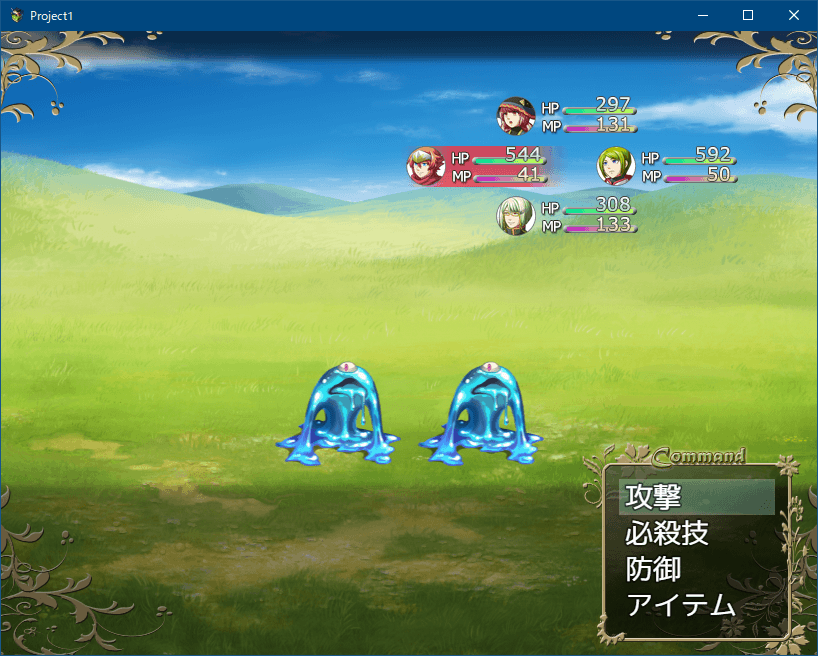 Project1
HP 297
MP 131
HP 544
MP 41
HP 592
MP 50
HP 308
MP 133
Command
攻撃
必殺技
防御
アイテム